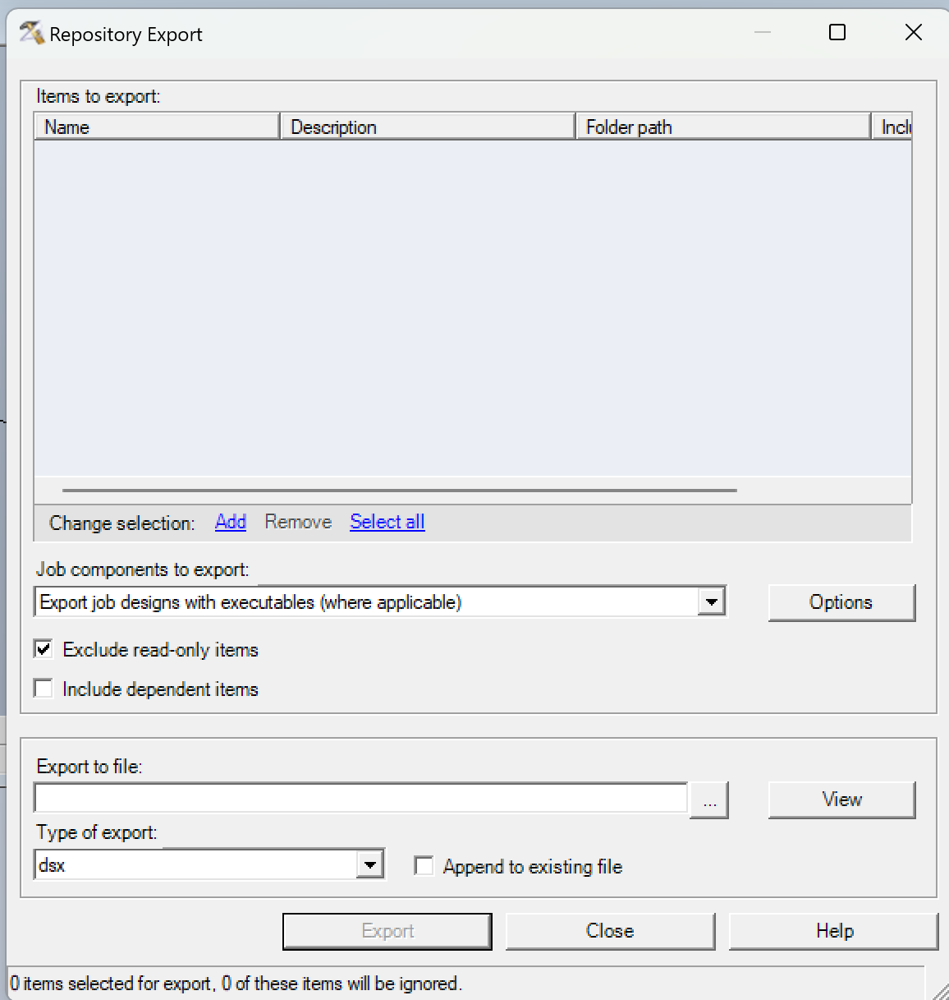 Repository Export
Items to export:
Name Description Folder path Inclu
Change selection: Add Remove Select all
Job components to export:
Export job designs with executables (where applicable) Options
Exclude read-only items
Include dependent items
Export to file:
... View
Type of export:
dsx Append to existing file
Export Close Help
0 items selected for export, 0 of these items will be ignored.